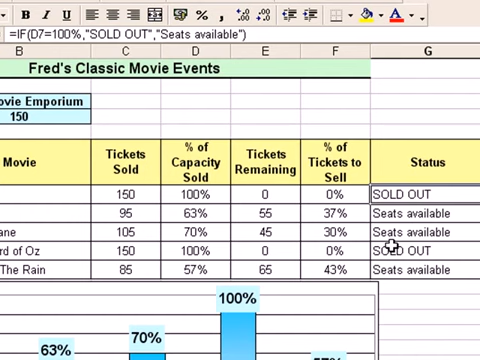 B I U $ % , .0 .00 A
=IF(D7=100%,"SOLD OUT","Seats available")
B C D E F G
Fred's Classic Movie Events
ovie Emporium
150
Movie Tickets Sold % of Capacity Sold Tickets Remaining % of Tickets to Sell Status
150 100% 0 0% SOLD OUT
95 63% 55 37% Seats available
ane 105 70% 45 30% Seats available
rd of Oz 150 100% 0 0% SOLD OUT
The Rain 85 57% 65 43% Seats available
100%
70%
63%
57%